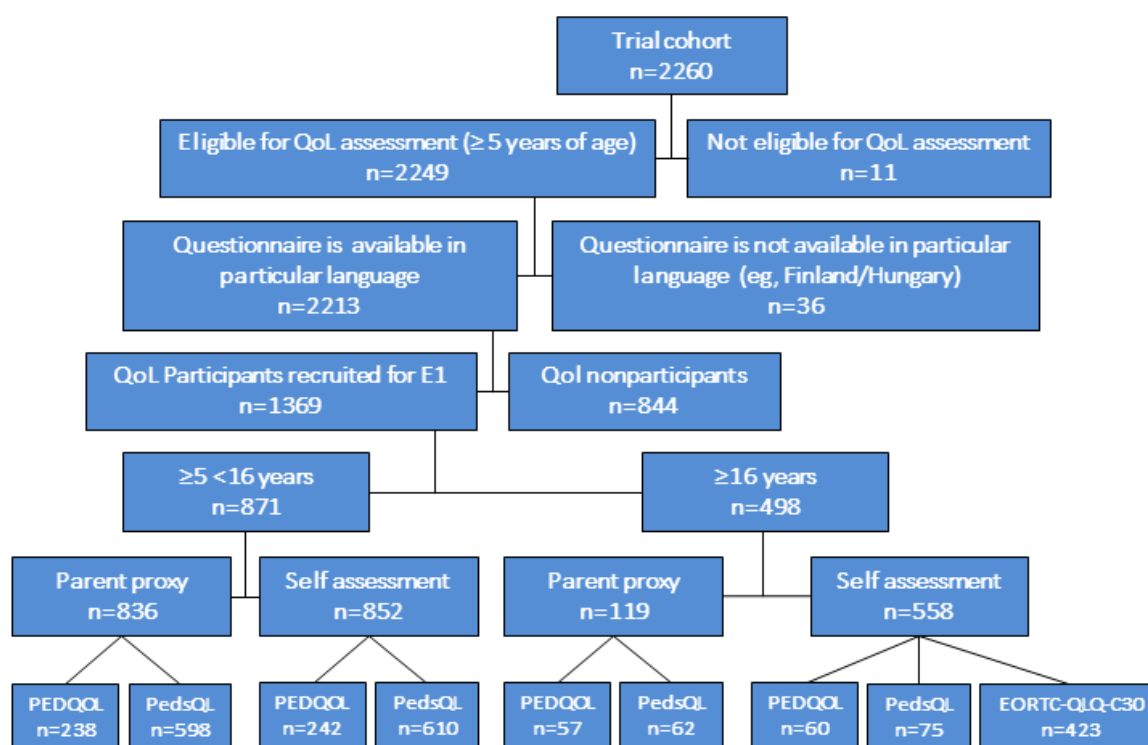 Trial cohort
n=2260
Eligible for QoL assessment (≥ 5 years of age)
n=2249
Not eligible for QoL assessment
n=11
Questionnaire is available in
particular language
n=2213
Questionnaire is not available in particular
language (eg, Finland/Hungary)
n=36
QoL Participants recruited for E1
n=1369
Qol nonparticipants
n=844
≥5 <16 years
n=871
≥16 years
n=498
Parent proxy
n=836
Self assessment
n=852
Parent proxy
n=119
Self assessment
n=558
PEDQOL
n=238
PedsQL
n=598
PEDQOL
n=242
PedsQL
n=610
PEDQOL
n=57
PedsQL
n=62
PEDQOL
n=60
PedsQL
n=75
EORTC-QLQ-C30
n=423